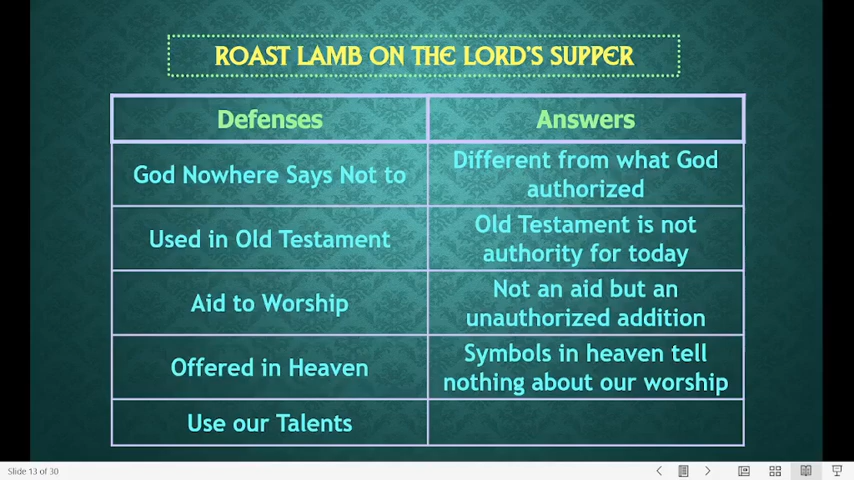 ROAST LAMB ON THE LORD'S SUPPER
Defenses
Answers
God Nowhere Says Not to
Different from what God
authorized
Used in Old Testament
Old Testament is not
authority for today
Aid to Worship
Not an aid but an
unauthorized addition
Offered in Heaven
Symbols in heaven tell
nothing about our worship
Use our Talents
Slide 13 of 30